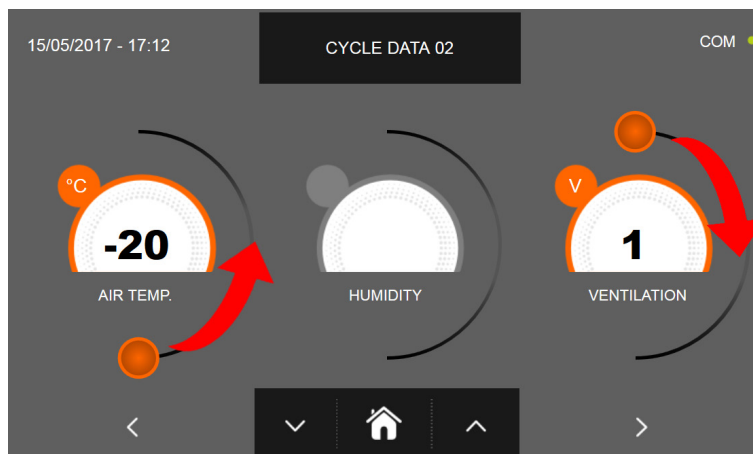 15/05/2017 - 17:12
CYCLE DATA 02
COM
°C
-20
AIR TEMP.
HUMIDITY
V
1
VENTILATION